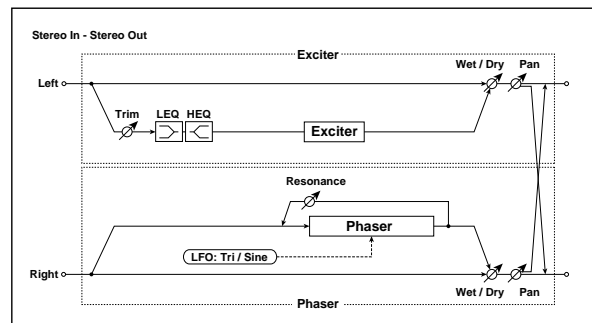 Stereo In - Stereo Out
Exciter
Wet / Dry Pan
Left
Trim LEQ HEQ
Exciter
Resonance
Phaser
LFO: Tri / Sine
Right
Wet / Dry Pan
Phaser